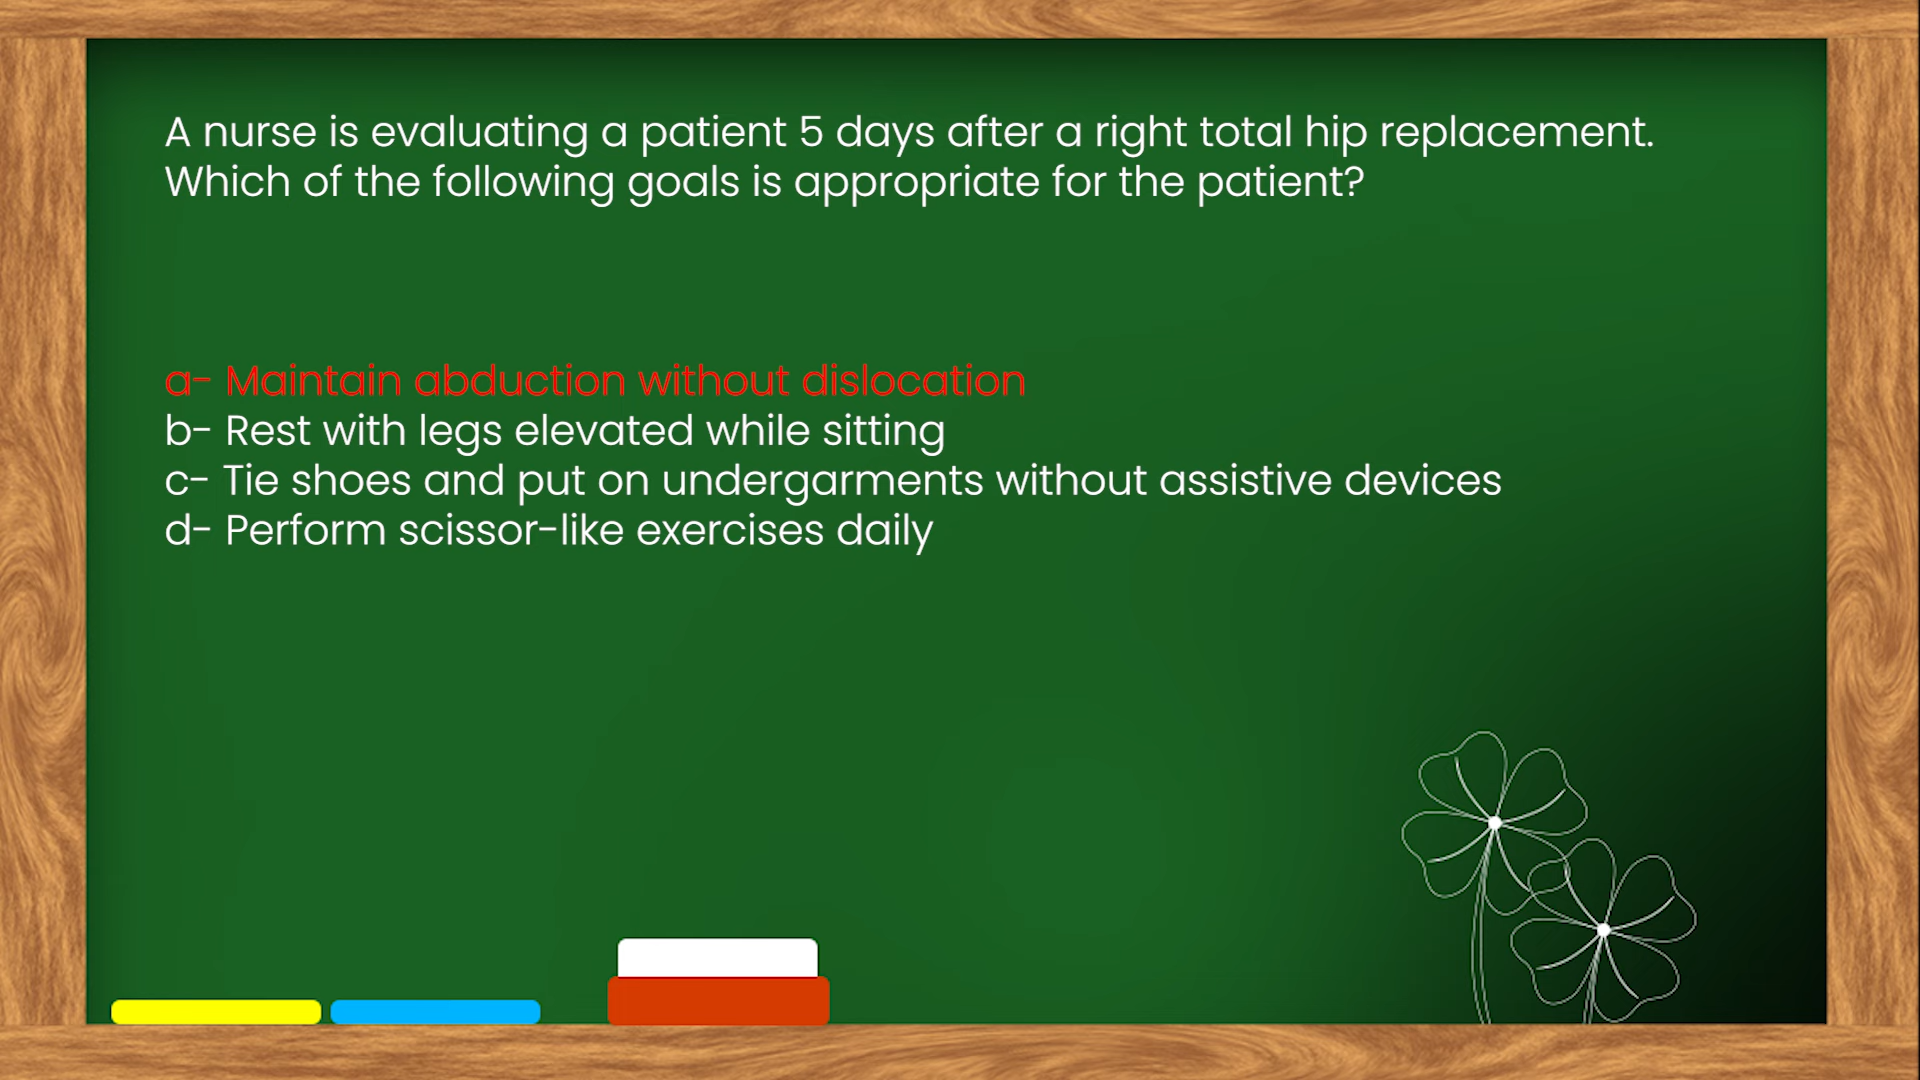 A nurse is evaluating a patient 5 days after a right total hip replacement.
Which of the following goals is appropriate for the patient?
a- Maintain abduction without dislocation
b- Rest with legs elevated while sitting
c- Tie shoes and put on undergarments without assistive devices
d- Perform scissor-like exercises daily